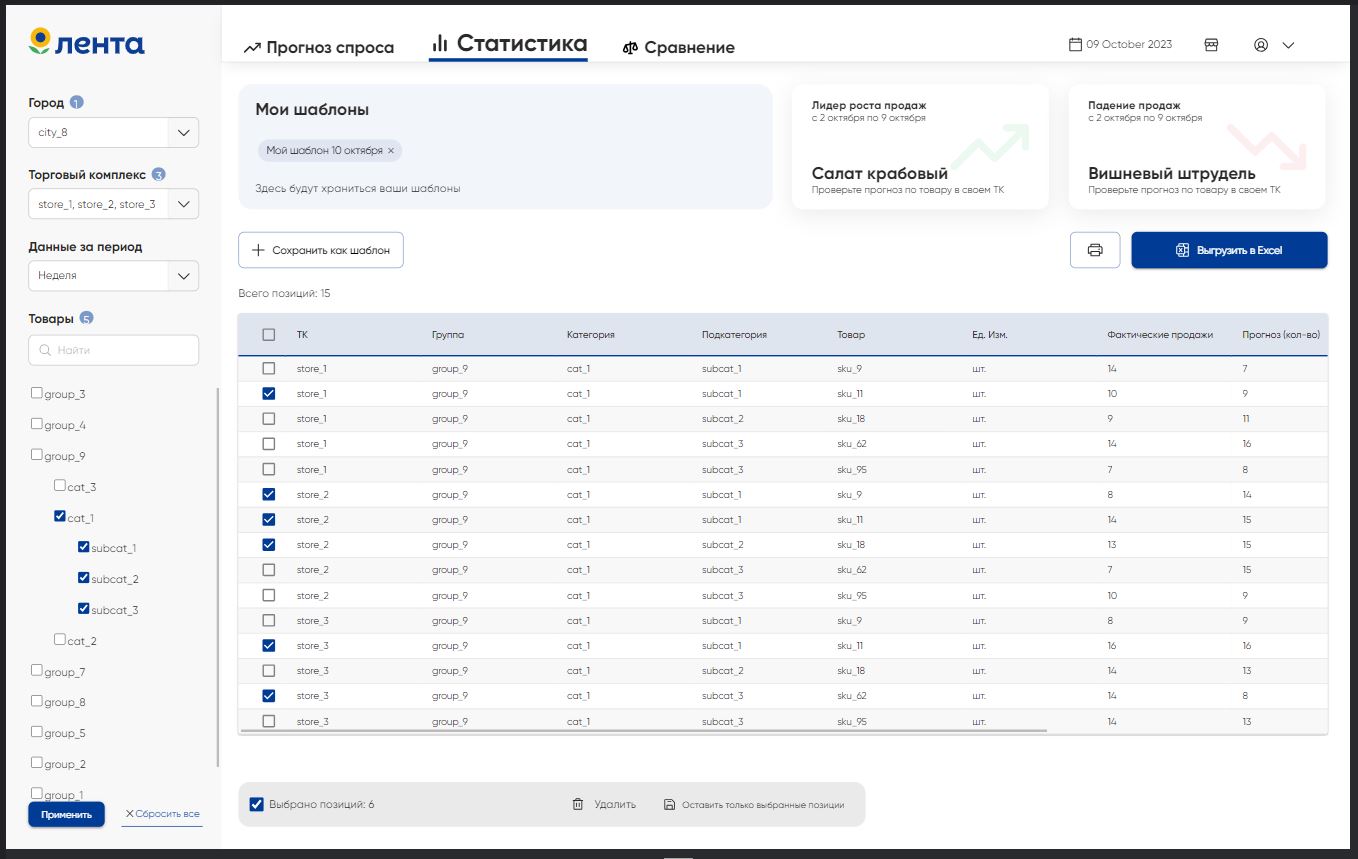 лента
Прогноз спроса
Статистика
Сравнение
09 October 2023
Город 1
city_8
Торговый комплекс 3
store_1, store_2, store_3
Данные за период
Неделя
Товары 5
Найти
group_3
group_4
group_9
cat_3
cat_1
subcat_1
subcat_2
subcat_3
cat_2
group_7
group_8
group_5
group_2
group_1
Применить
Сбросить все
Мои шаблоны
Мой шаблон 10 октября ×
Здесь будут храниться ваши шаблоны
Лидер роста продаж
с 2 октября по 9 октября
Салат крабовый
Проверьте прогноз по товару в своем ТК
Падение продаж
с 2 октября по 9 октября
Вишневый штрудель
Проверьте прогноз по товару в своем ТК
Сохранить как шаблон
Выгрузить в Excel
Всего позиций: 15
ТК Группа Категория Подкатегория Товар Ед. Изм. Фактические продажи Прогноз (кол-во)
store_1 group_9 cat_1 subcat_1 sku_9 шт. 14 7
store_1 group_9 cat_1 subcat_1 sku_11 шт. 10 9
store_1 group_9 cat_1 subcat_2 sku_18 шт. 9 11
store_1 group_9 cat_1 subcat_3 sku_62 шт. 14 16
store_1 group_9 cat_1 subcat_3 sku_95 шт. 7 8
store_2 group_9 cat_1 subcat_1 sku_9 шт. 8 14
store_2 group_9 cat_1 subcat_1 sku_11 шт. 14 15
store_2 group_9 cat_1 subcat_2 sku_18 шт. 13 15
store_2 group_9 cat_1 subcat_3 sku_62 шт. 7 15
store_2 group_9 cat_1 subcat_3 sku_95 шт. 10 9
store_3 group_9 cat_1 subcat_1 sku_9 шт. 8 9
store_3 group_9 cat_1 subcat_1 sku_11 шт. 16 16
store_3 group_9 cat_1 subcat_2 sku_18 шт. 14 13
store_3 group_9 cat_1 subcat_3 sku_62 шт. 14 8
store_3 group_9 cat_1 subcat_3 sku_95 шт. 14 13
Выбрано позиций: 6
Удалить
Оставить только выбранные позиции